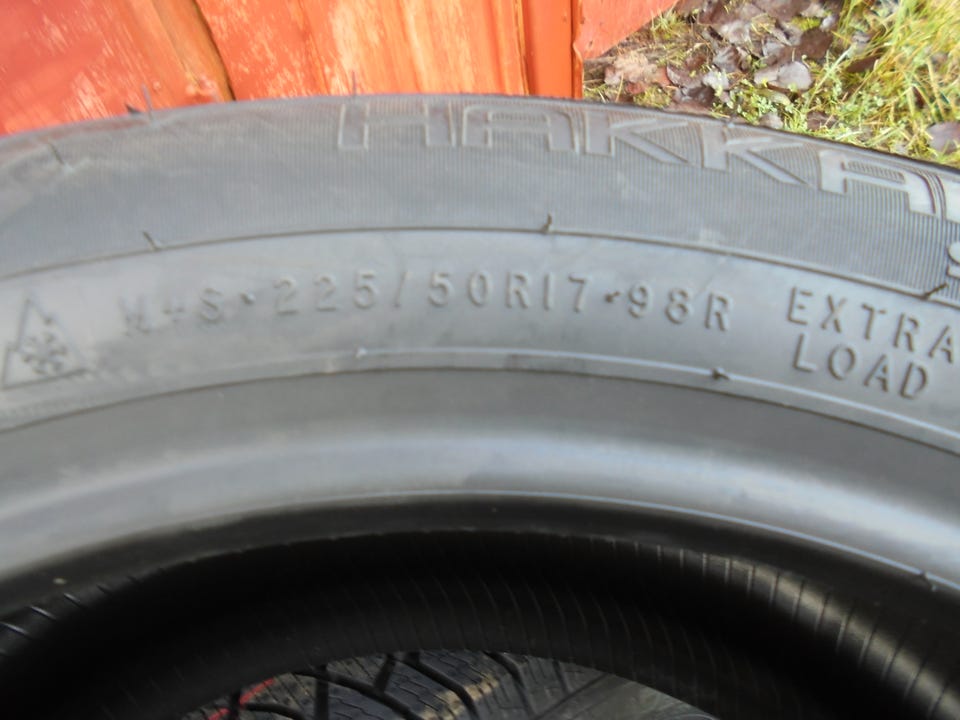 HAKKA
M+S • 225/50R17 • 98R EXTRA
LOAD